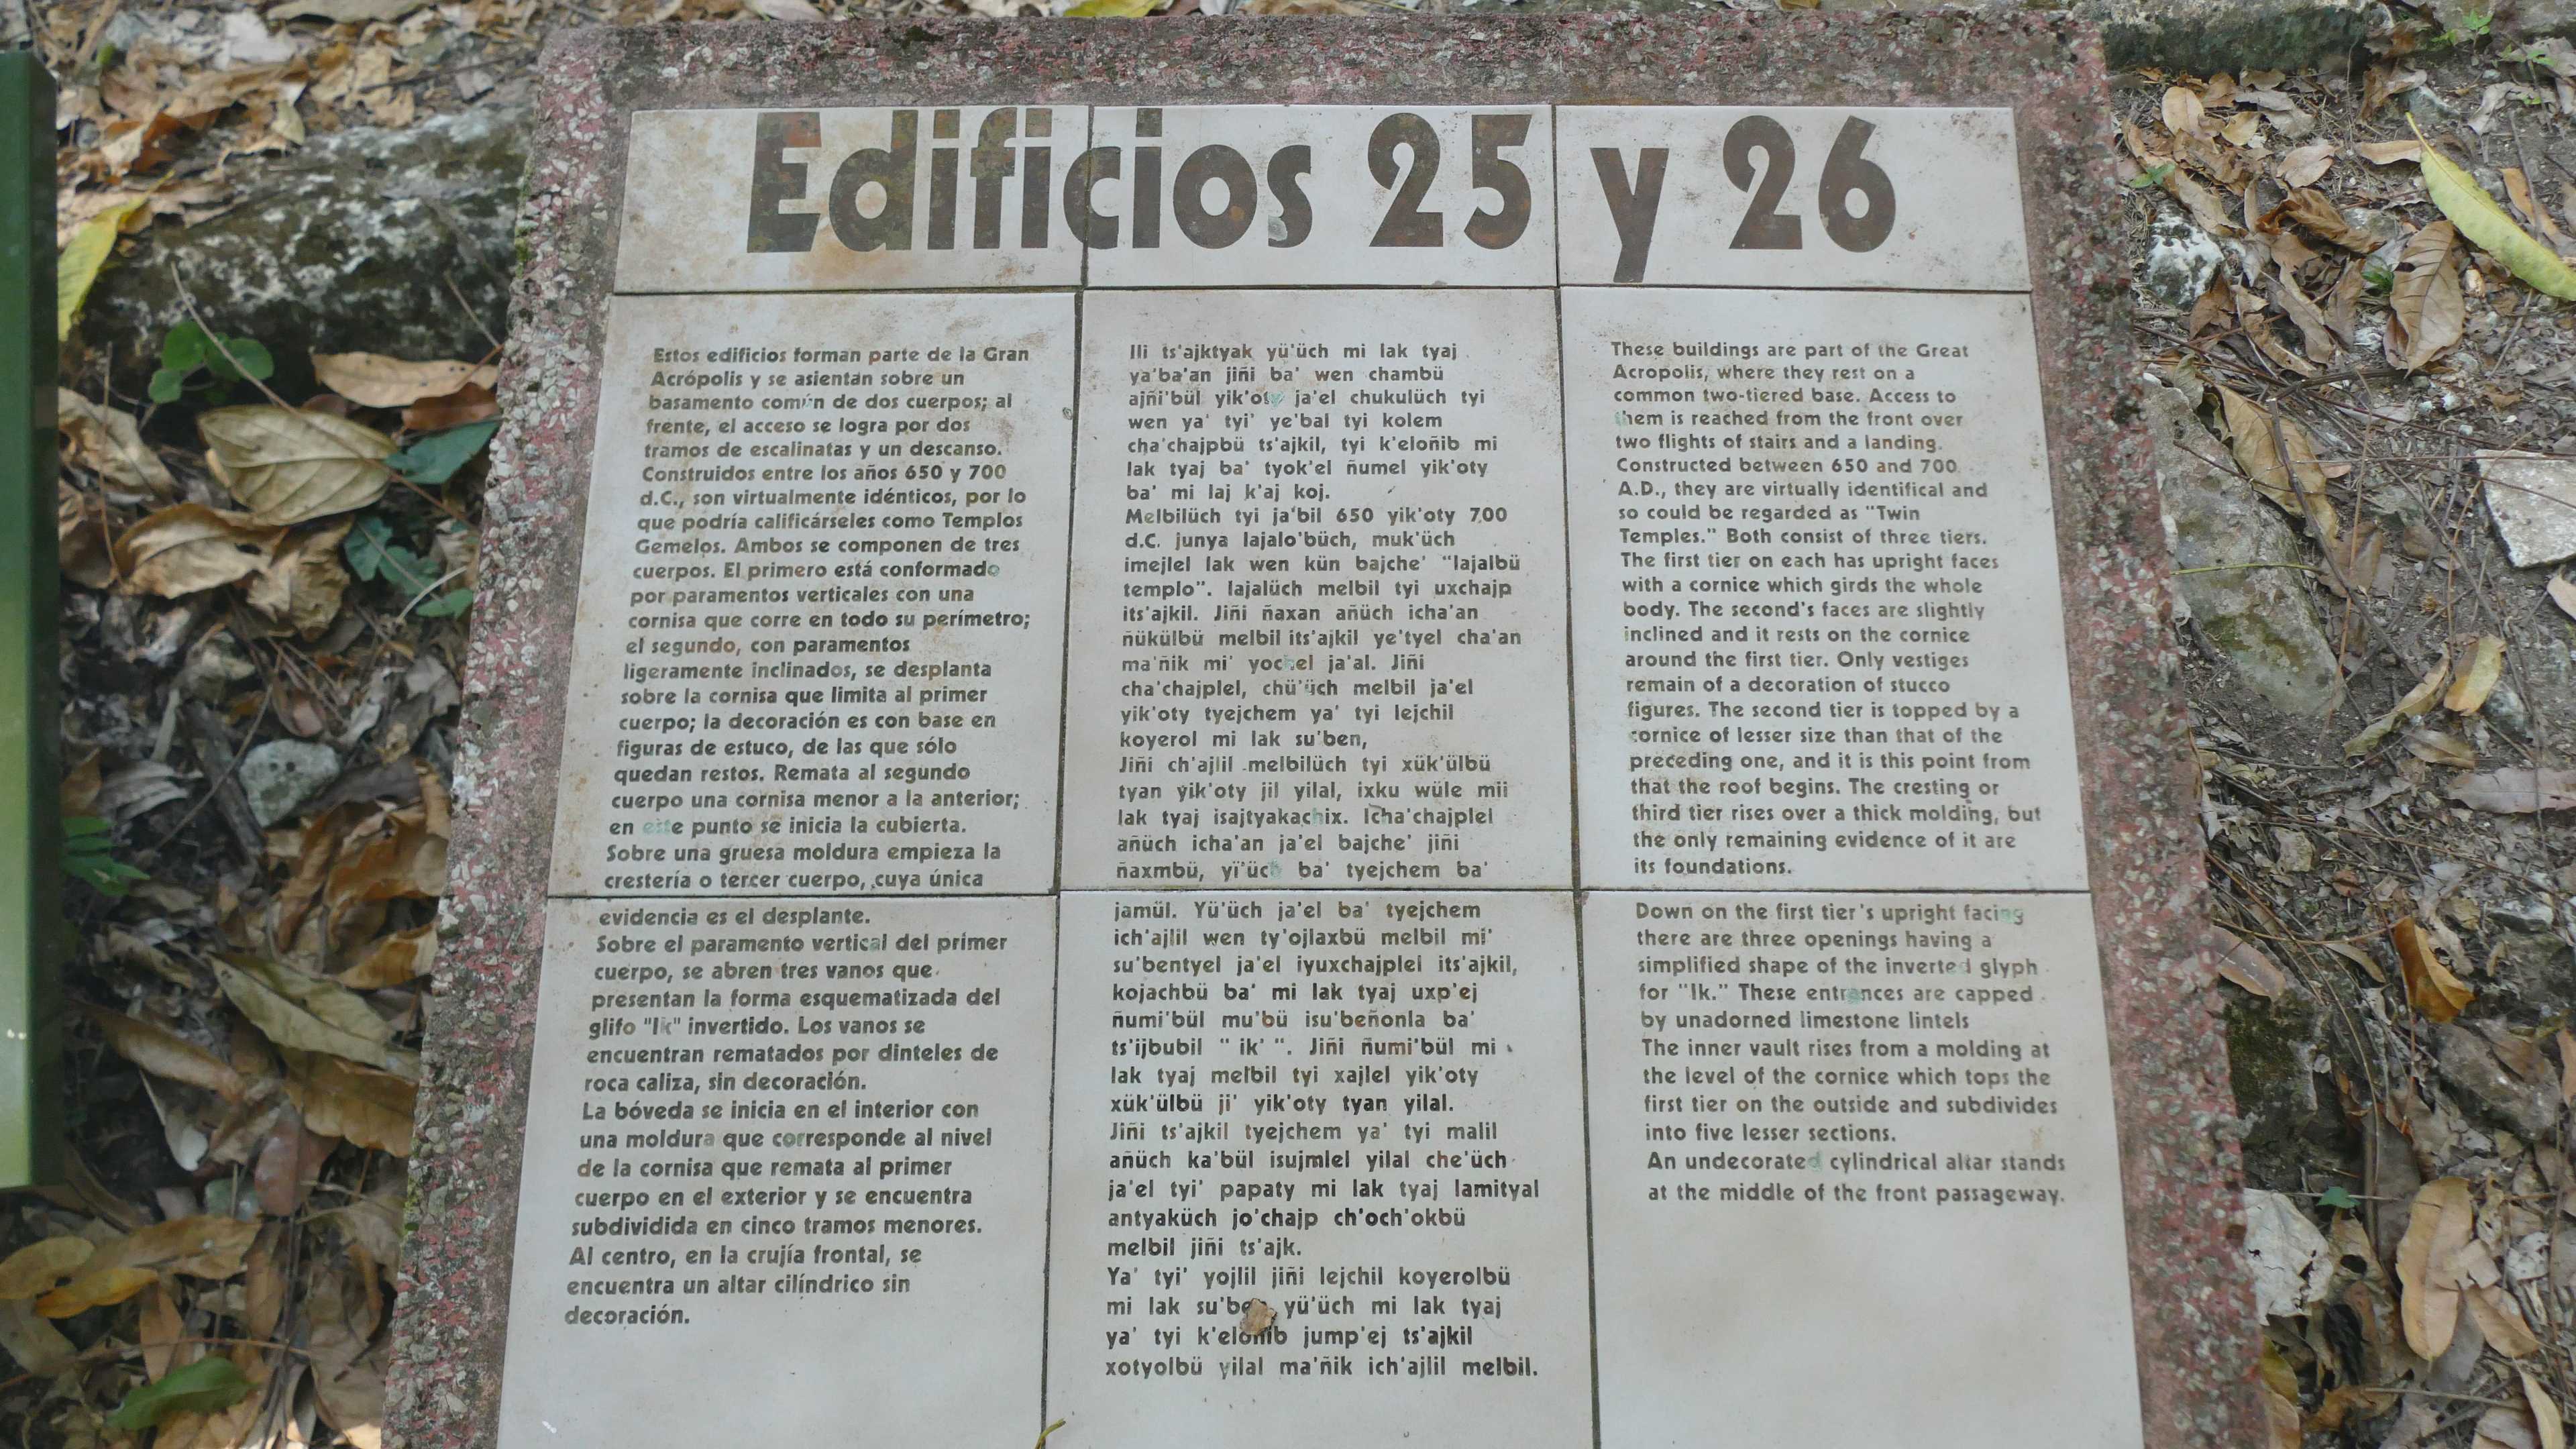 Edificios 25 y 26
Estos edificios forman parte de la Gran
Acrópolis y se asientan sobre un
basamento común de dos cuerpos; al
frente, el acceso se logra por dos
tramos de escalinatas y un descanso.
Construidos entre los años 650 y 700
d.C., son virtualmente idénticos, por lo
que podría calificárseles como Templos
Gemelos. Ambos se componen de tres
cuerpos. El primero está conformado
por paramentos verticales con una
cornisa que corre en todo su perímetro;
el segundo, con paramentos
ligeramente inclinados, se desplanta
sobre la cornisa que limita al primer
cuerpo; la decoración es con base en
figuras de estuco, de las que sólo
quedan restos. Remata al segundo
cuerpo una cornisa menor a la anterior;
en este punto se inicia la cubierta.
Sobre una gruesa moldura empieza la
crestería o tercer cuerpo, cuya única
evidencia es el desplante.
Sobre el paramento vertical del primer
cuerpo, se abren tres vanos que
presentan la forma esquematizada del
glifo "Ik" invertido. Los vanos se
encuentran rematados por dinteles de
roca caliza, sin decoración.
La bóveda se inicia en el interior con
una moldura que corresponde al nivel
de la cornisa que remata al primer
cuerpo en el exterior y se encuentra
subdividida en cinco tramos menores.
Al centro, en la crujía frontal, se
encuentra un altar cilíndrico sin
decoración.
Ili ts'ajktyak yü'üch mi lak tyaj
ya'ba'an jiñi ba' wen chambü
ajñi'bül yik'oty ja'el chukulüch tyi
wen ya' tyi' ye'bal tyi kolem
cha'chajpbü ts'ajkil, tyi k'eloñib mi
lak tyaj ba' tyok'el ñumel yik'oty
ba' mi laj k'aj koj.
Melbilüch tyi ja'bil 650 yik'oty 700
d.C. junya lajalo'büch, muk'üch
imejlel lak wen kün bajche' "lajalbü
templo". lajalüch melbil tyi uxchajp
its'ajkil. Jiñi ñaxan añüch icha'an
ñükülbü melbil its'ajkil ye'tyel cha'an
ma'ñik mi' yochel ja'al. Jiñi
cha'chajplel, chü'üch melbil ja'el
yik'oty tyejchem ya' tyi lejchil
koyerol mi lak su'ben,
Jiñi ch'ajlil melbilüch tyi xük'ülbü
tyan yik'oty jil yilal, ixku wüle mii
lak tyaj isajtyakachix. Icha'chajplel
añüch icha'an ja'el bajche' jiñi
ñaxmbü, yï'üch ba' tyejchem ba'
jamül. Yü'üch ja'el ba' tyejchem
ich'ajlil wen ty'ojlaxbü melbil mi'
su'bentyel ja'el iyuxchajplel its'ajkil,
kojachbü ba' mi lak tyaj uxp'ej
ñumi'bül mu'bü isu'beñonla ba'
ts'ijbubil " ik' ". Jiñi ñumi'bül mi
lak tyaj melbil tyi xajlel yik'oty
xük'ülbü ji' yik'oty tyan yilal.
Jiñi ts'ajkil tyejchem ya' tyi malil
añüch ka'bül isujmlel yilal che'üch
ja'el tyi' papaty mi lak tyaj lamityal
antyaküch jo'chajp ch'och'okbü
melbil jiñi ts'ajk.
Ya' tyi' yojlil jiñi lejchil koyerolbü
mi lak su'ben yü'üch mi lak tyaj
ya' tyi k'eloñib jump'ej ts'ajkil
xotyolbü yilal ma'ñik ich'ajlil melbil.
These buildings are part of the Great
Acropolis, where they rest on a
common two-tiered base. Access to
them is reached from the front over
two flights of stairs and a landing.
Constructed between 650 and 700
A.D., they are virtually identifical and
so could be regarded as "Twin
Temples." Both consist of three tiers.
The first tier on each has upright faces
with a cornice which girds the whole
body. The second's faces are slightly
inclined and it rests on the cornice
around the first tier. Only vestiges
remain of a decoration of stucco
figures. The second tier is topped by a
cornice of lesser size than that of the
preceding one, and it is this point from
that the roof begins. The cresting or
third tier rises over a thick molding, but
the only remaining evidence of it are
its foundations.
Down on the first tier's upright facing
there are three openings having a
simplified shape of the inverted glyph
for "Ik." These entrances are capped
by unadorned limestone lintels
The inner vault rises from a molding at
the level of the cornice which tops the
first tier on the outside and subdivides
into five lesser sections.
An undecorated cylindrical altar stands
at the middle of the front passageway.